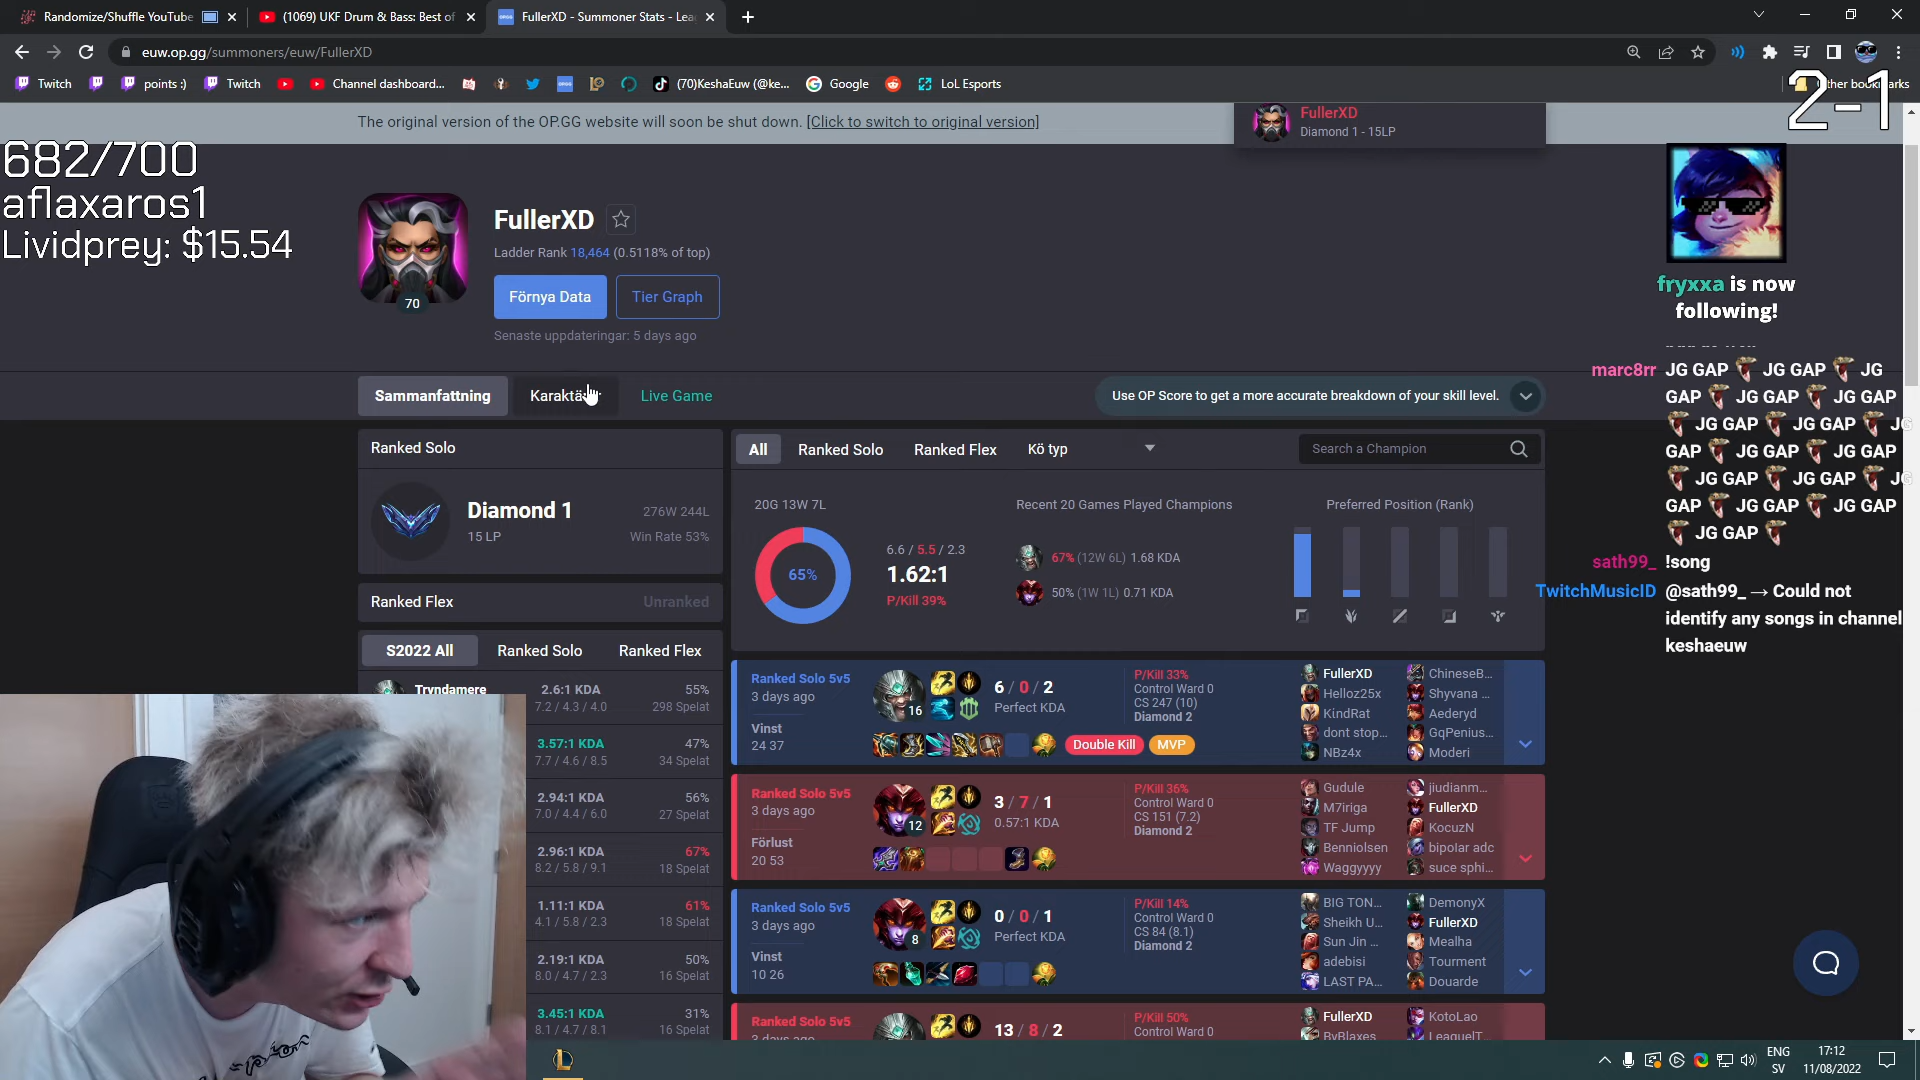 Randomize/Shuffle YouTube
(1069) UKF Drum & Bass: Best of
FullerXD - Summoner Stats - Lea
euw.op.gg/summoners/euw/FullerXD
Twitch
points :)
Twitch
Channel dashboard...
(70)KeshaEuw (@ke...
Google
LoL Esports
Other bookmarks
2-1
The original version of the OP.GG website will soon be shut down. [Click to switch to original version]
FullerXD
Diamond 1 - 15LP
682/700
aflaxaros1
Lividprey: $15.54
70
FullerXD
Ladder Rank 18,464 (0.5118% of top)
Förnya Data
Tier Graph
Senaste uppdateringar: 5 days ago
fryxxa is now
following!
Sammanfattning
Live Game
Use OP Score to get a more accurate breakdown of your skill level.
marc8rr JG GAP JG GAP JG
GAP JG GAP JG GAP
JG GAP JG GAP JG
GAP JG GAP JG GAP
JG GAP JG GAP JG
GAP JG GAP JG GAP
JG GAP
sath99_ !song
TwitchMusicID @sath99_ → Could not
identify any songs in channel
keshaeuw
Ranked Solo
Diamond 1
15 LP
276W 244L
Win Rate 53%
Ranked Flex
Unranked
S2022 All
Ranked Solo
Ranked Flex
Tryndamere
2.6:1 KDA 55%
7.2 / 4.3 / 4.0 298 Spelat
3.57:1 KDA 47%
7.7 / 4.6 / 8.5 34 Spelat
2.94:1 KDA 56%
7.0 / 4.4 / 6.0 27 Spelat
2.96:1 KDA 67%
8.2 / 5.8 / 9.1 18 Spelat
1.11:1 KDA 61%
4.1 / 5.8 / 2.3 18 Spelat
2.19:1 KDA 50%
8.0 / 4.7 / 2.3 16 Spelat
3.45:1 KDA 31%
8.1 / 4.7 / 8.1 16 Spelat
All
Ranked Solo
Ranked Flex
Kö typ
Search a Champion
20G 13W 7L
65%
6.6 / 5.5 / 2.3
1.62:1
P/Kill 39%
Recent 20 Games Played Champions
67% (12W 6L) 1.68 KDA
50% (1W 1L) 0.71 KDA
Preferred Position (Rank)
Ranked Solo 5v5
3 days ago
Vinst
24 37
16
6 / 0 / 2
Perfect KDA
Double Kill
MVP
P/Kill 33%
Control Ward 0
CS 247 (10)
Diamond 2
FullerXD
Helloz25x
KindRat
dont stop...
NBz4x
ChineseB...
Shyvana ...
Aederyd
GqPenius...
Moderi
Ranked Solo 5v5
3 days ago
Förlust
20 53
12
3 / 7 / 1
0.57:1 KDA
P/Kill 36%
Control Ward 0
CS 151 (7.2)
Diamond 2
Gudule
M7iriga
TF Jump
Benniolsen
Waggyyyy
jiudianm...
FullerXD
KocuzN
bipolar adc
suce sphi...
Ranked Solo 5v5
3 days ago
Vinst
10 26
8
0 / 0 / 1
Perfect KDA
P/Kill 14%
Control Ward 0
CS 84 (8.1)
Diamond 2
BIG TON...
Sheikh U...
Sun Jin ...
adebisi
LAST PA...
DemonyX
FullerXD
Mealha
Tourment
Douarde
Ranked Solo 5v5
13 / 8 / 2
P/Kill 50%
Control Ward 0
FullerXD
ByBlaxes
KotoLao
ENG
SV
17:12
11/08/2022